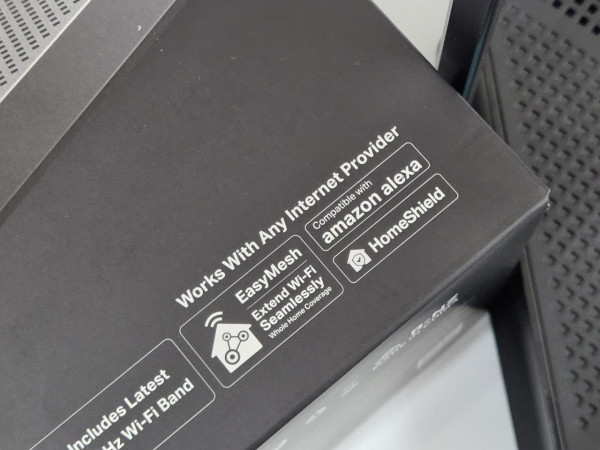 Works With Any Internet Provider
EasyMesh
Extend Wi-Fi
Seamlessly
Whole Home Coverage
Compatible with
amazon alexa
HomeShield
Includes Latest
Hz Wi-Fi Band